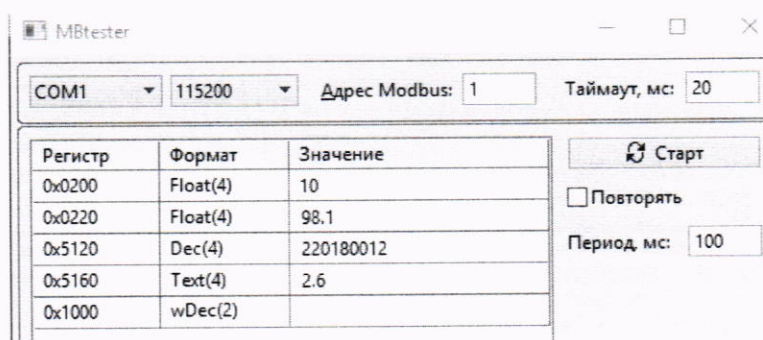 MBtester
COM1 115200 Адрес Modbus: 1 Таймаут, мс: 20
Регистр Формат Значение
0x0200 Float(4) 10
0x0220 Float(4) 98.1
0x5120 Dec(4) 220180012
0x5160 Text(4) 2.6
0x1000 wDec(2)
Старт
Повторять
Период, мс: 100